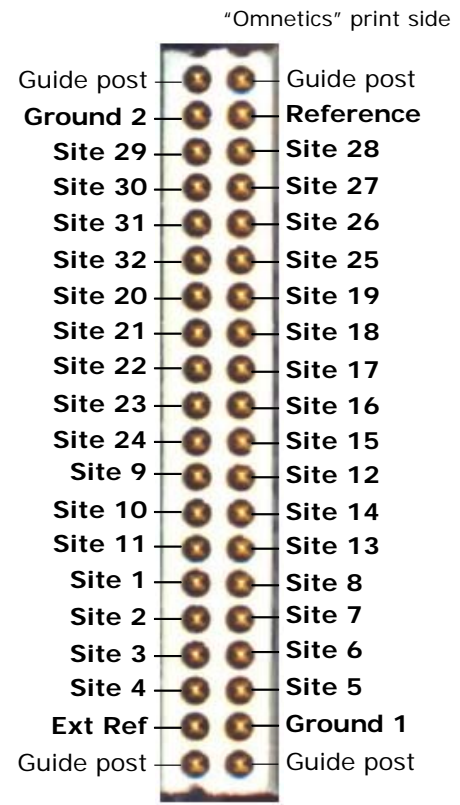 “Omnetics” print side
Guide post Guide post
Ground 2 Reference
Site 29 Site 28
Site 30 Site 27
Site 31 Site 26
Site 32 Site 25
Site 20 Site 19
Site 21 Site 18
Site 22 Site 17
Site 23 Site 16
Site 24 Site 15
Site 9 Site 12
Site 10 Site 14
Site 11 Site 13
Site 1 Site 8
Site 2 Site 7
Site 3 Site 6
Site 4 Site 5
Ext Ref Ground 1
Guide post Guide post